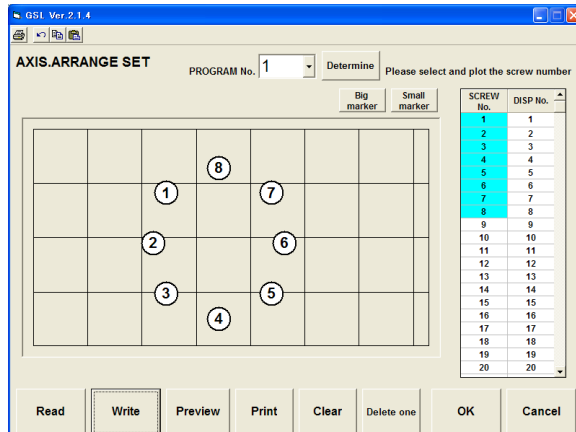 GSL Ver.2.1.4
AXIS.ARRANGE SET
PROGRAM No. 1
Determine
Please select and plot the screw number
Big marker
Small marker
SCREW No. DISP No.
1 1
2 2
3 3
4 4
5 5
6 6
7 7
8 8
9 9
10 10
11 11
12 12
13 13
14 14
15 15
16 16
17 17
18 18
19 19
20 20
8
1 7
2 6
3 5
4
Read Write Preview Print Clear Delete one OK Cancel